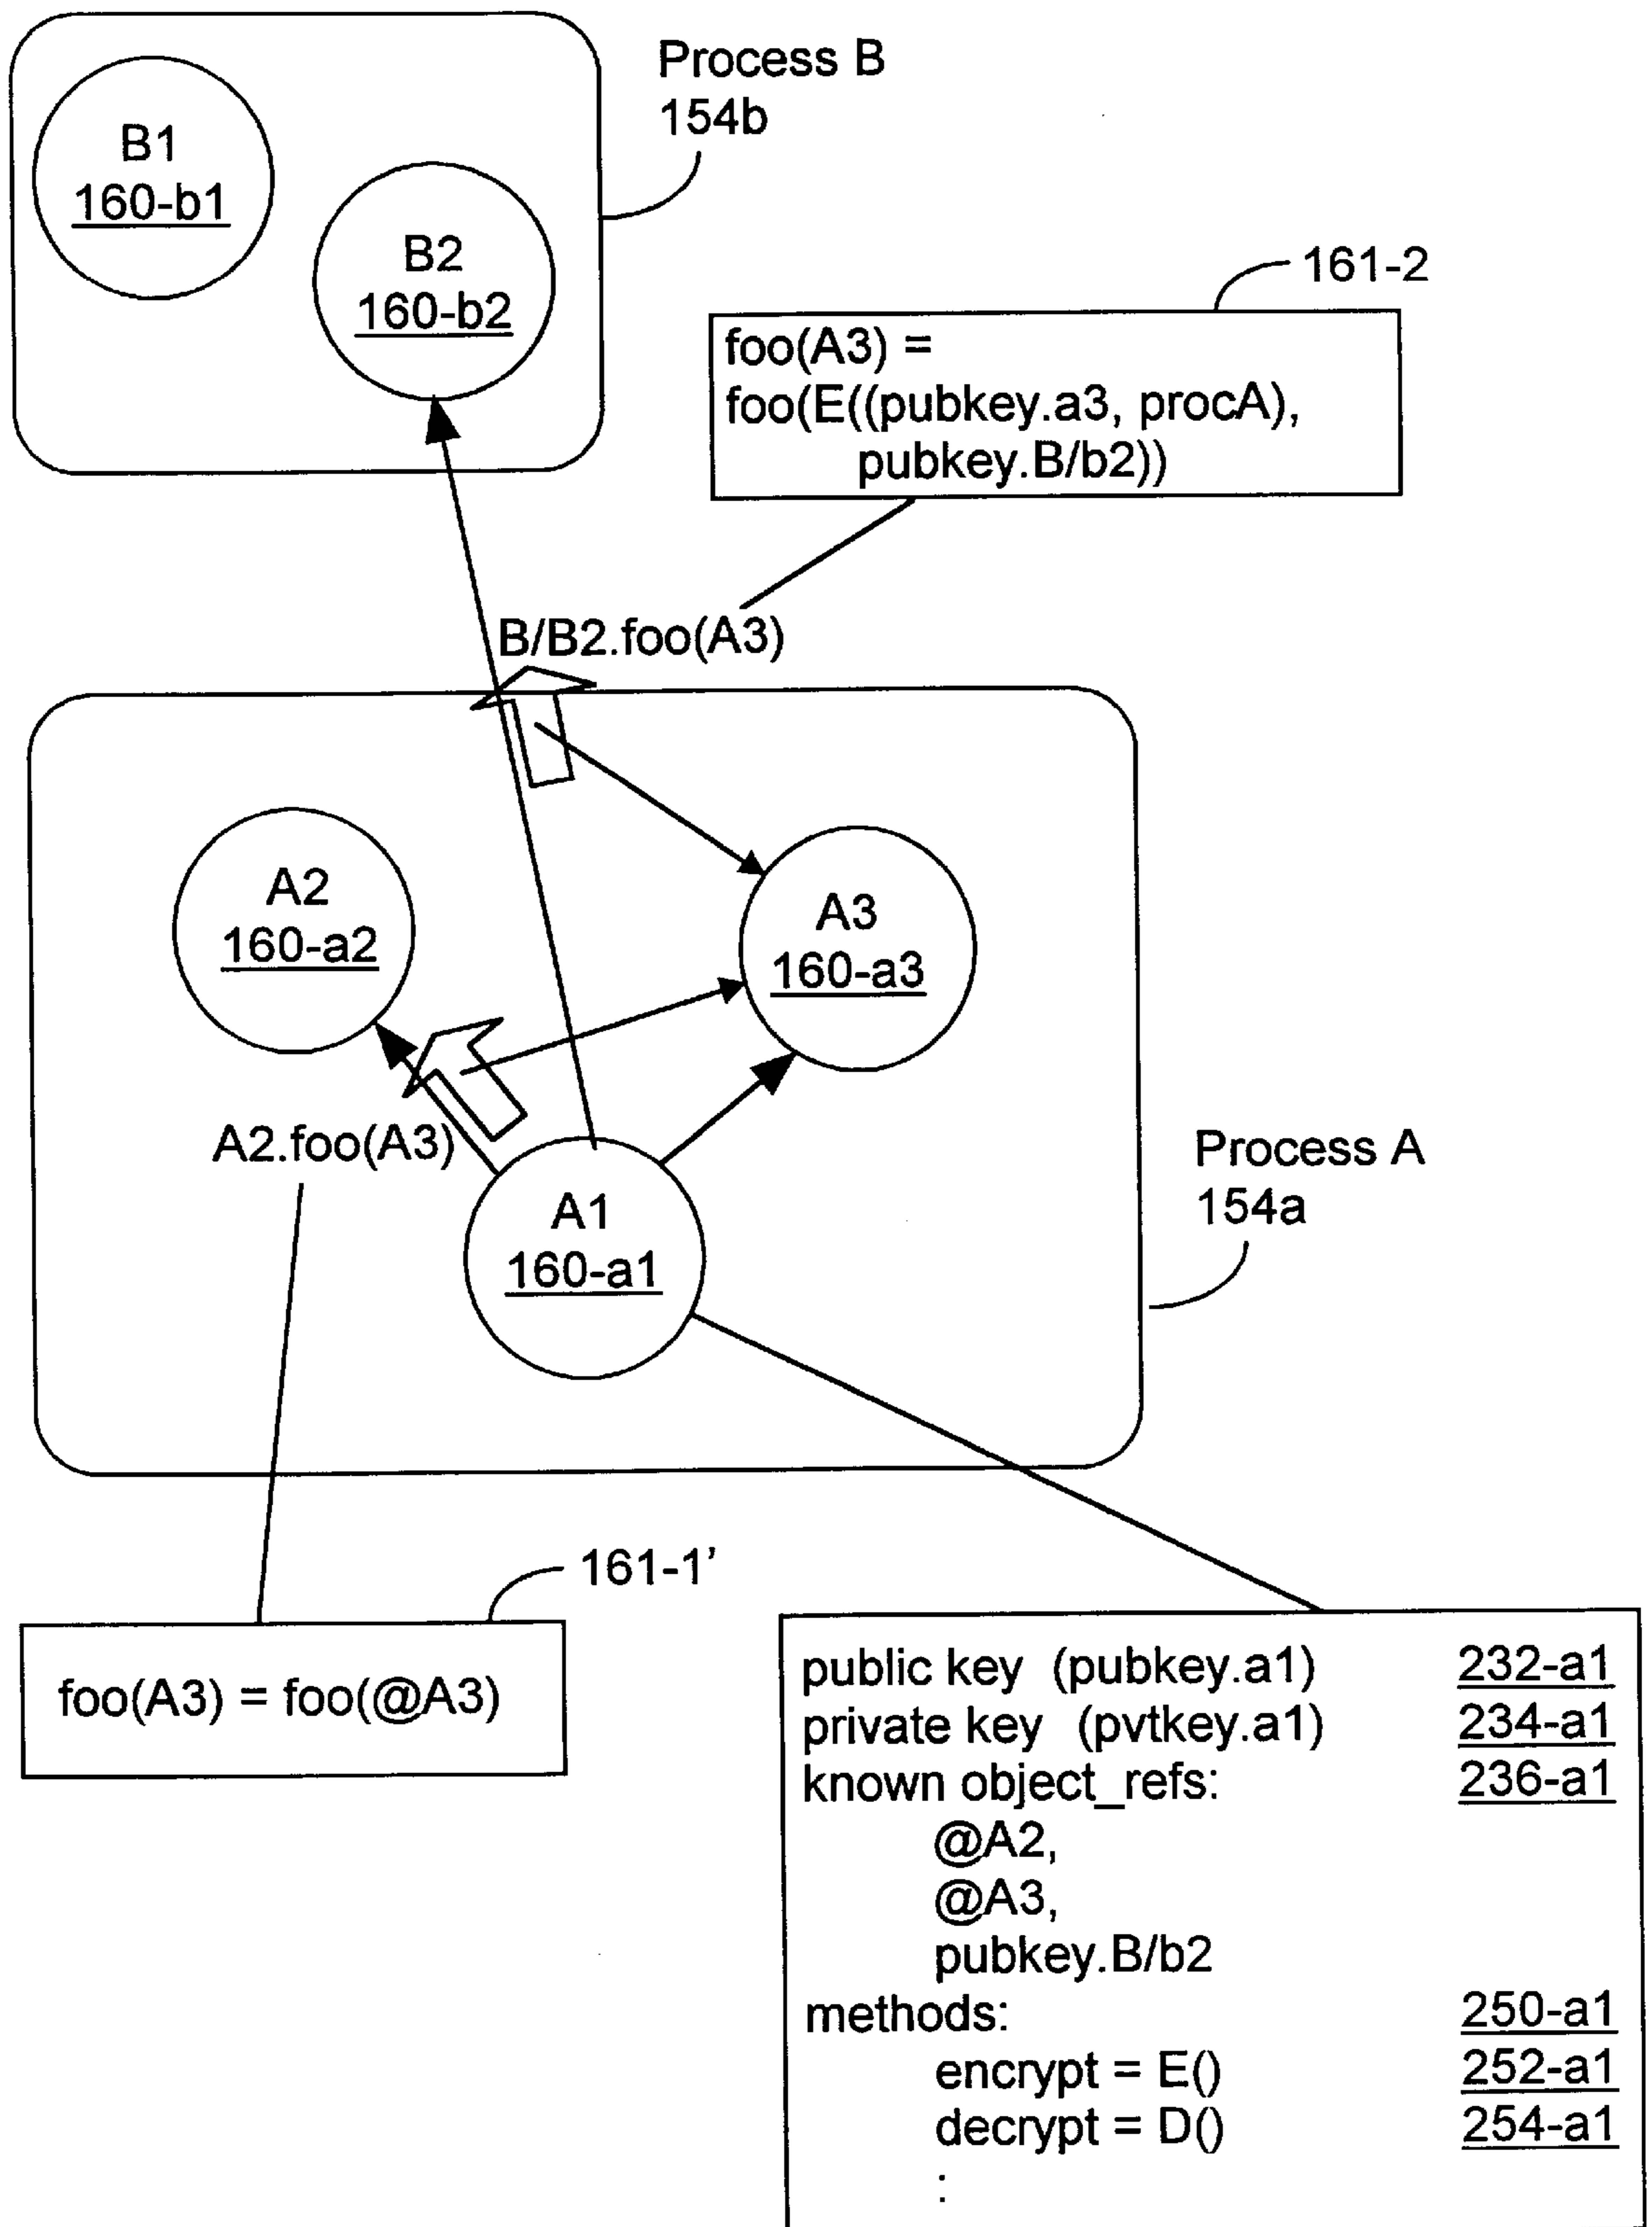 Process B
154b
B1
160-b1
B2
160-b2
161-2
foo(A3) =
foo(E((pubkey.a3, procA),
pubkey.B/b2))
B/B2.foo(A3)
A2
160-a2
A3
160-a3
A2.foo(A3)
Process A
154a
A1
160-a1
161-1’
foo(A3) = foo(@A3)
public key (pubkey.a1) 232-a1
private key (pvtkey.a1) 234-a1
known object_refs: 236-a1
@A2,
@A3,
pubkey.B/b2
methods: 250-a1
encrypt = E() 252-a1
decrypt = D() 254-a1
: